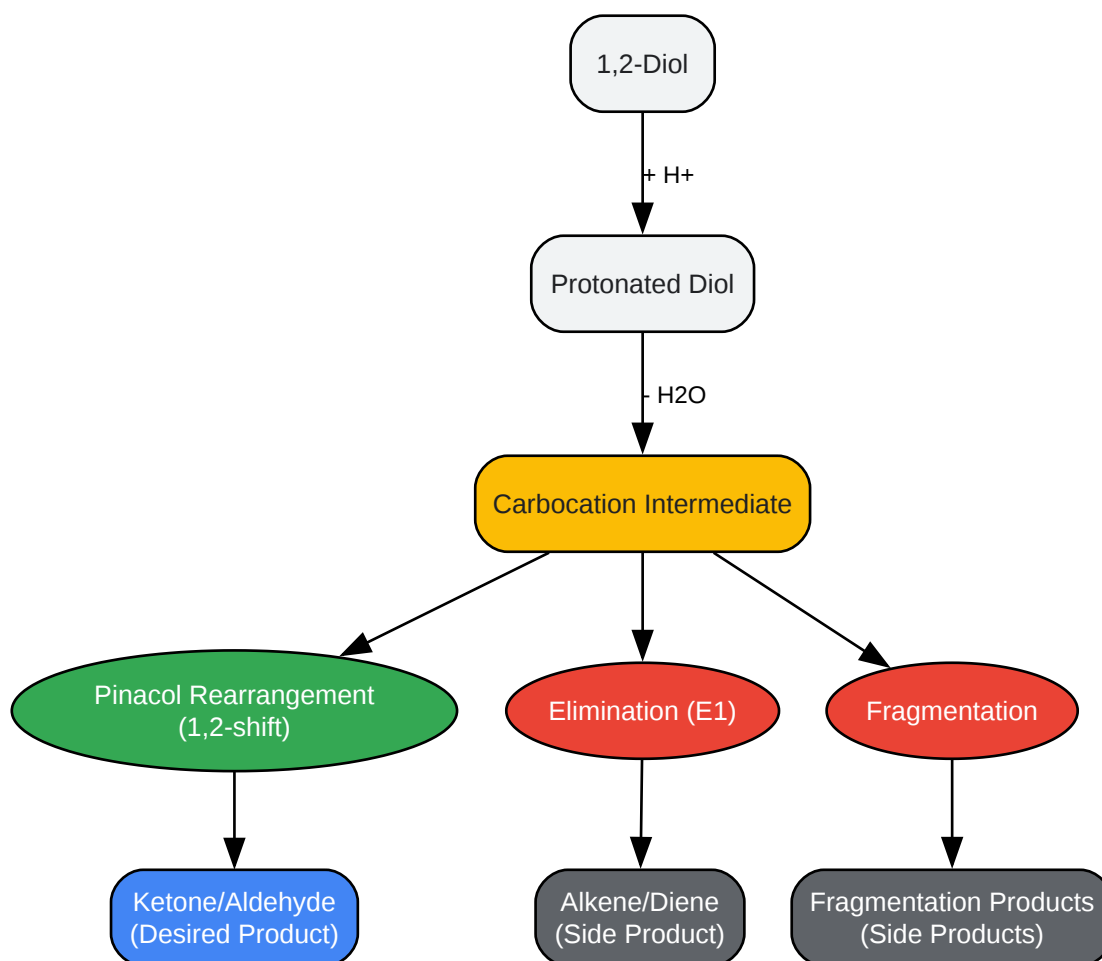 1,2-Diol
+ H+
Protonated Diol
- H2O
Carbocation Intermediate
Pinacol Rearrangement
(1,2-shift)
Elimination (E1)
Fragmentation
Ketone/Aldehyde
(Desired Product)
Alkene/Diene
(Side Product)
Fragmentation Products
(Side Products)